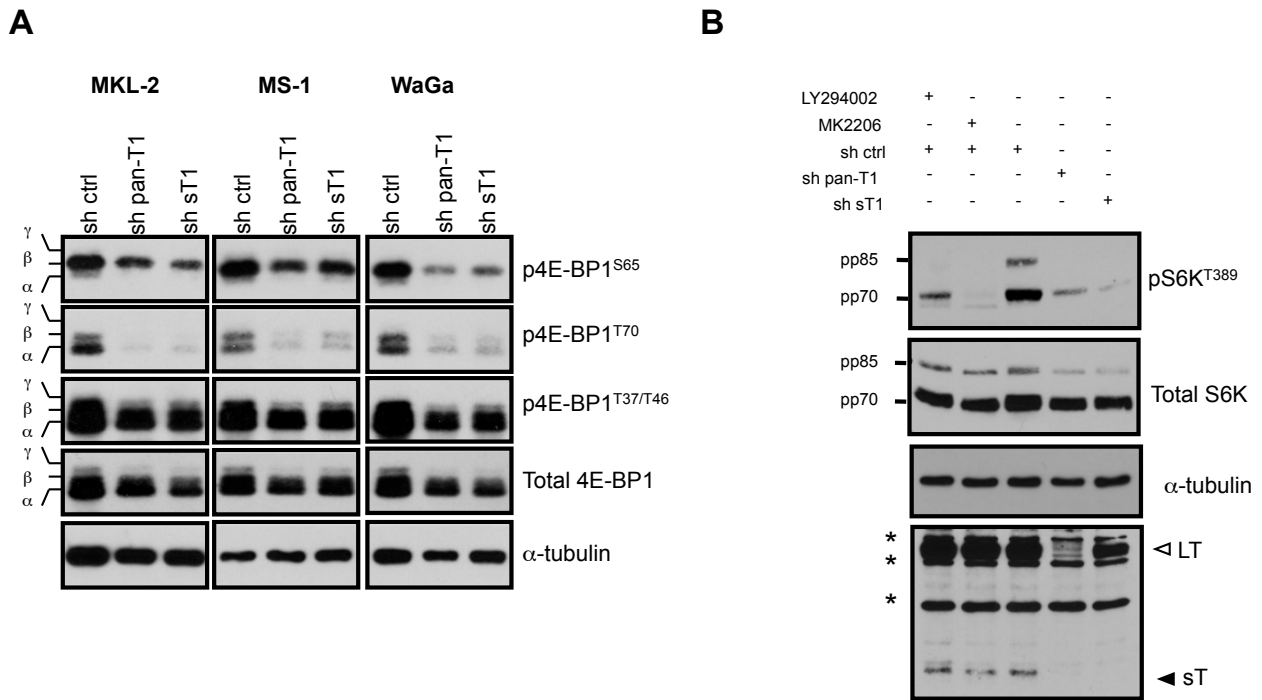 A
MKL-2 MS-1 WaGa
sh ctrl sh pan-T1 sh sT1 sh ctrl sh pan-T1 sh sT1 sh ctrl sh pan-T1 sh sT1
γ
β
α
p4E-BP1S65
γ
β
α
p4E-BP1T70
γ
β
α
p4E-BP1T37/T46
γ
β
α
Total 4E-BP1
α-tubulin
B
LY294002 + - - - -
MK2206 - + - - -
sh ctrl + + + - -
sh pan-T1 - - - + -
sh sT1 - - - - +
pp85
pp70
pS6KT389
pp85
pp70
Total S6K
α-tubulin
*
*
*
LT
sT